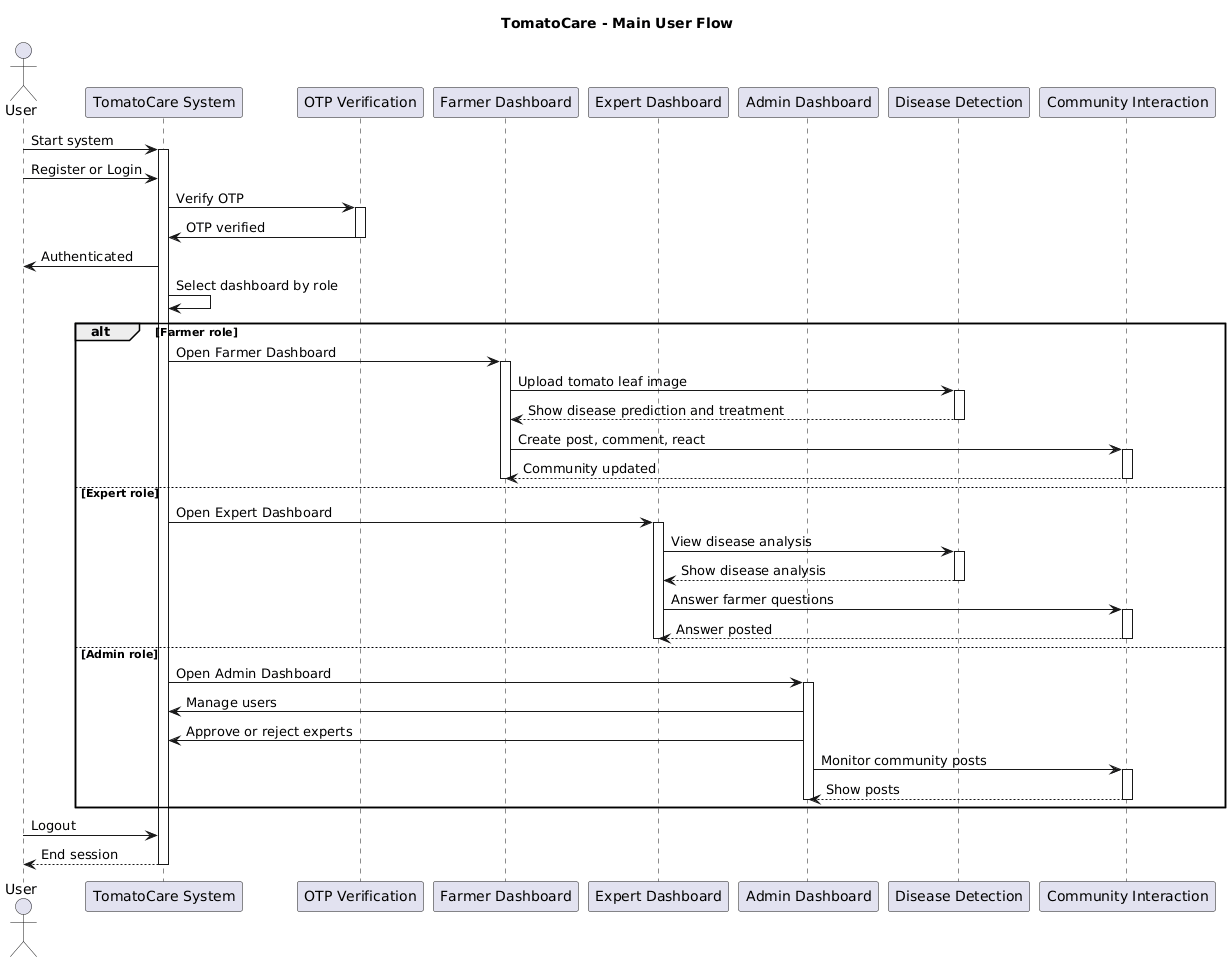 TomatoCare - Main User Flow
User
TomatoCare System
OTP Verification
Farmer Dashboard
Expert Dashboard
Admin Dashboard
Disease Detection
Community Interaction
Start system
Register or Login
Verify OTP
OTP verified
Authenticated
Select dashboard by role
alt [Farmer role]
Open Farmer Dashboard
Upload tomato leaf image
Show disease prediction and treatment
Create post, comment, react
Community updated
[Expert role]
Open Expert Dashboard
View disease analysis
Show disease analysis
Answer farmer questions
Answer posted
[Admin role]
Open Admin Dashboard
Manage users
Approve or reject experts
Monitor community posts
Show posts
Logout
End session
User
TomatoCare System
OTP Verification
Farmer Dashboard
Expert Dashboard
Admin Dashboard
Disease Detection
Community Interaction